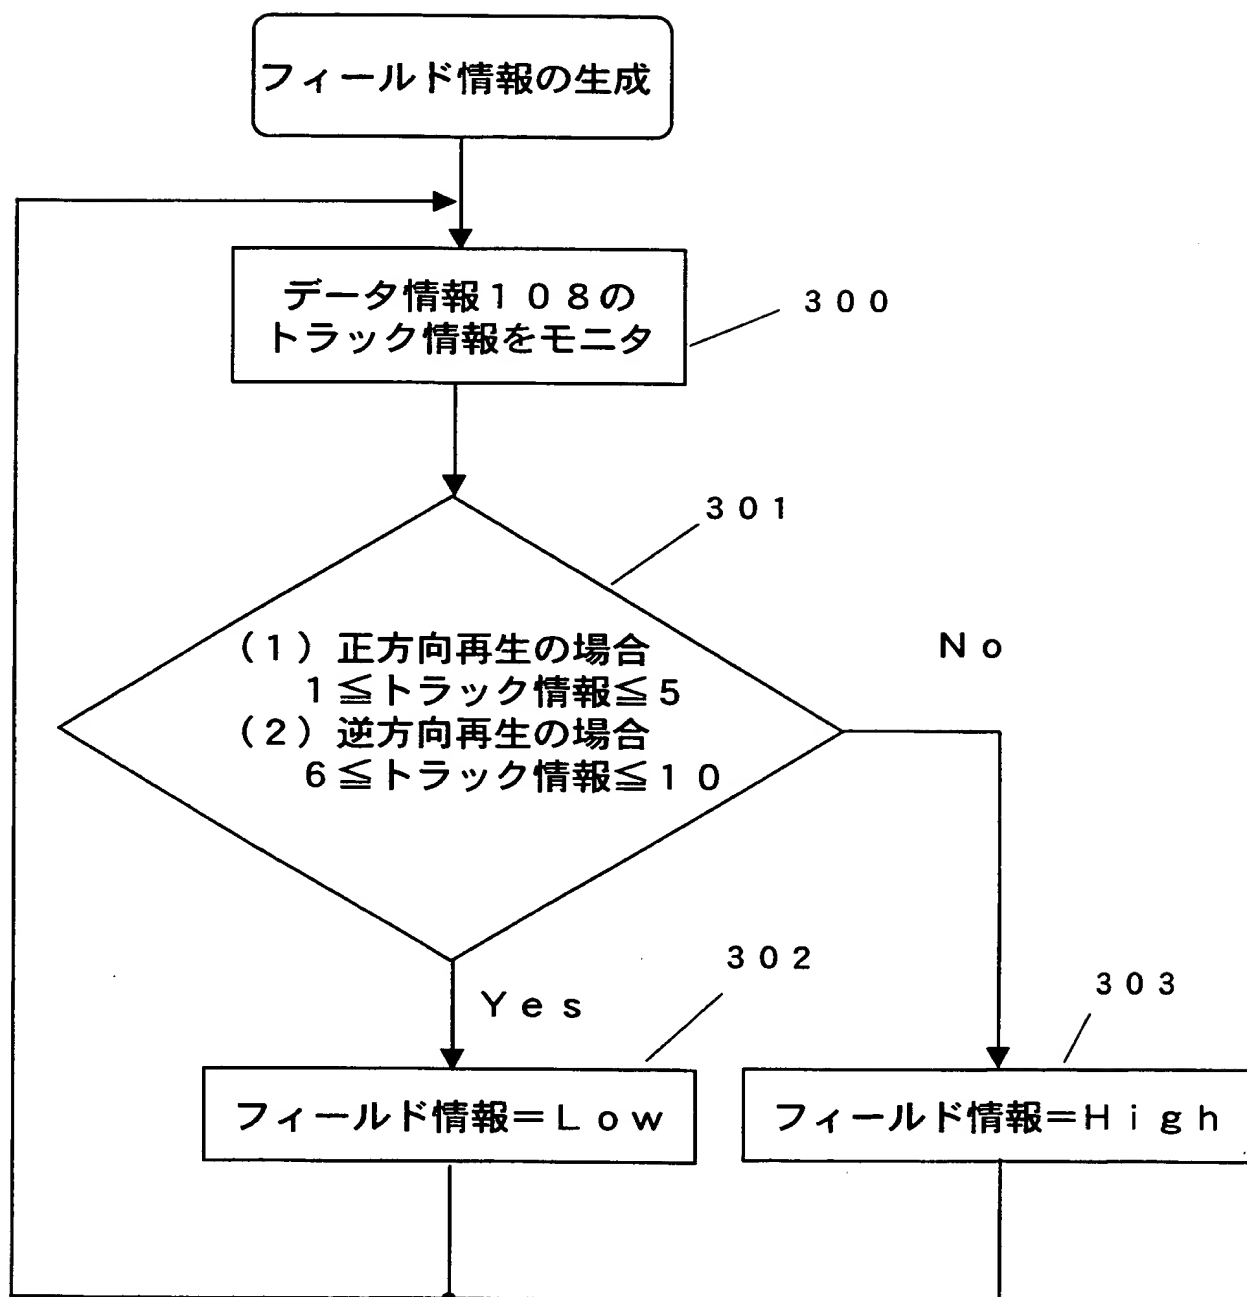 フィールド情報の生成
データ情報１０８の
トラック情報をモニタ
３００
３０１
（１）正方向再生の場合
１≦トラック情報≦５
（２）逆方向再生の場合
６≦トラック情報≦１０
Ｎｏ
Ｙｅｓ
３０２
３０３
フィールド情報＝Ｌｏｗ
フィールド情報＝Ｈｉｇｈ